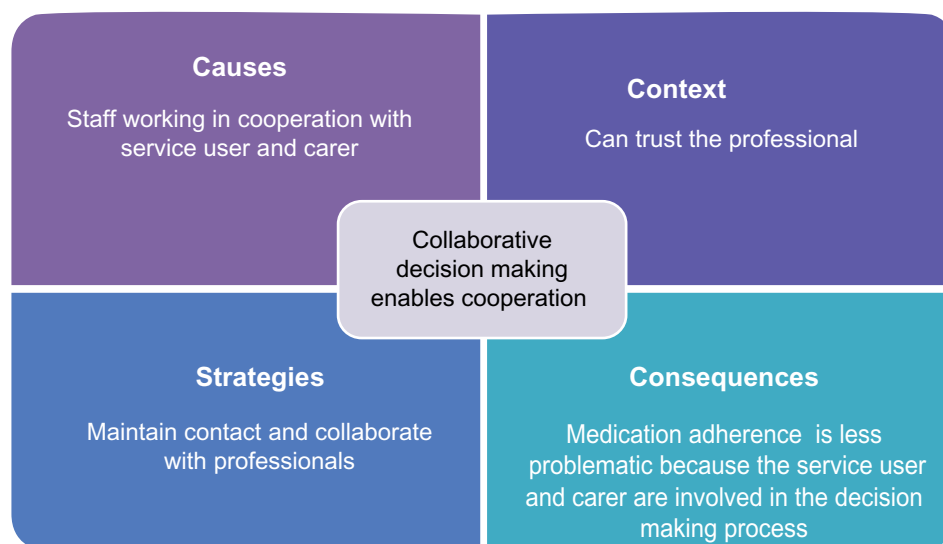 Causes
Staff working in cooperation with
service user and carer
Context
Can trust the professional
Collaborative
decision making
enables cooperation
Strategies
Maintain contact and collaborate
with professionals
Consequences
Medication adherence is less
problematic because the service user
and carer are involved in the decision
making process